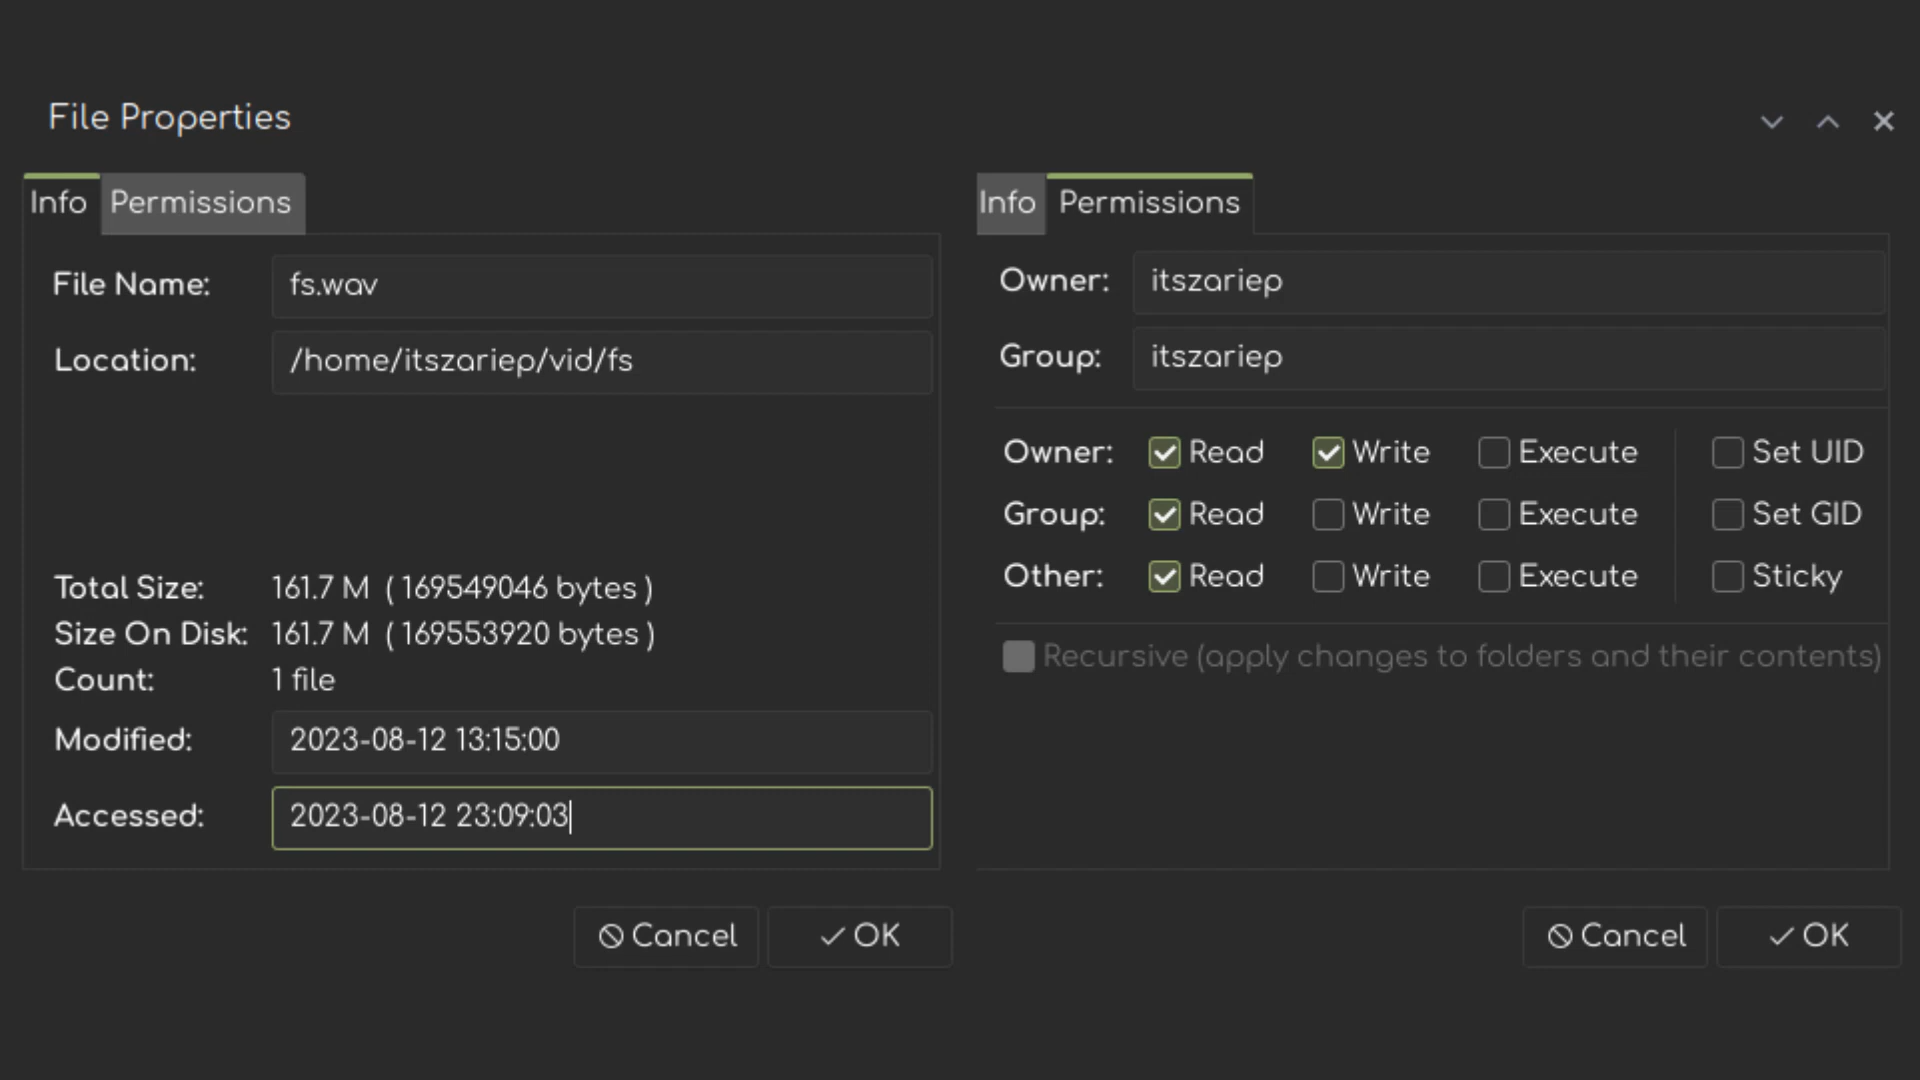 File Properties
Info Permissions
File Name: fs.wav
Location: /home/itszariep/vid/fs
Total Size: 161.7 M ( 169549046 bytes )
Size On Disk: 161.7 M ( 169553920 bytes )
Count: 1 file
Modified: 2023-08-12 13:15:00
Accessed: 2023-08-12 23:09:03
Cancel OK
Info Permissions
Owner: itszariep
Group: itszariep
Owner: Read Write Execute Set UID
Group: Read Write Execute Set GID
Other: Read Write Execute Sticky
Recursive (apply changes to folders and their contents)
Cancel OK